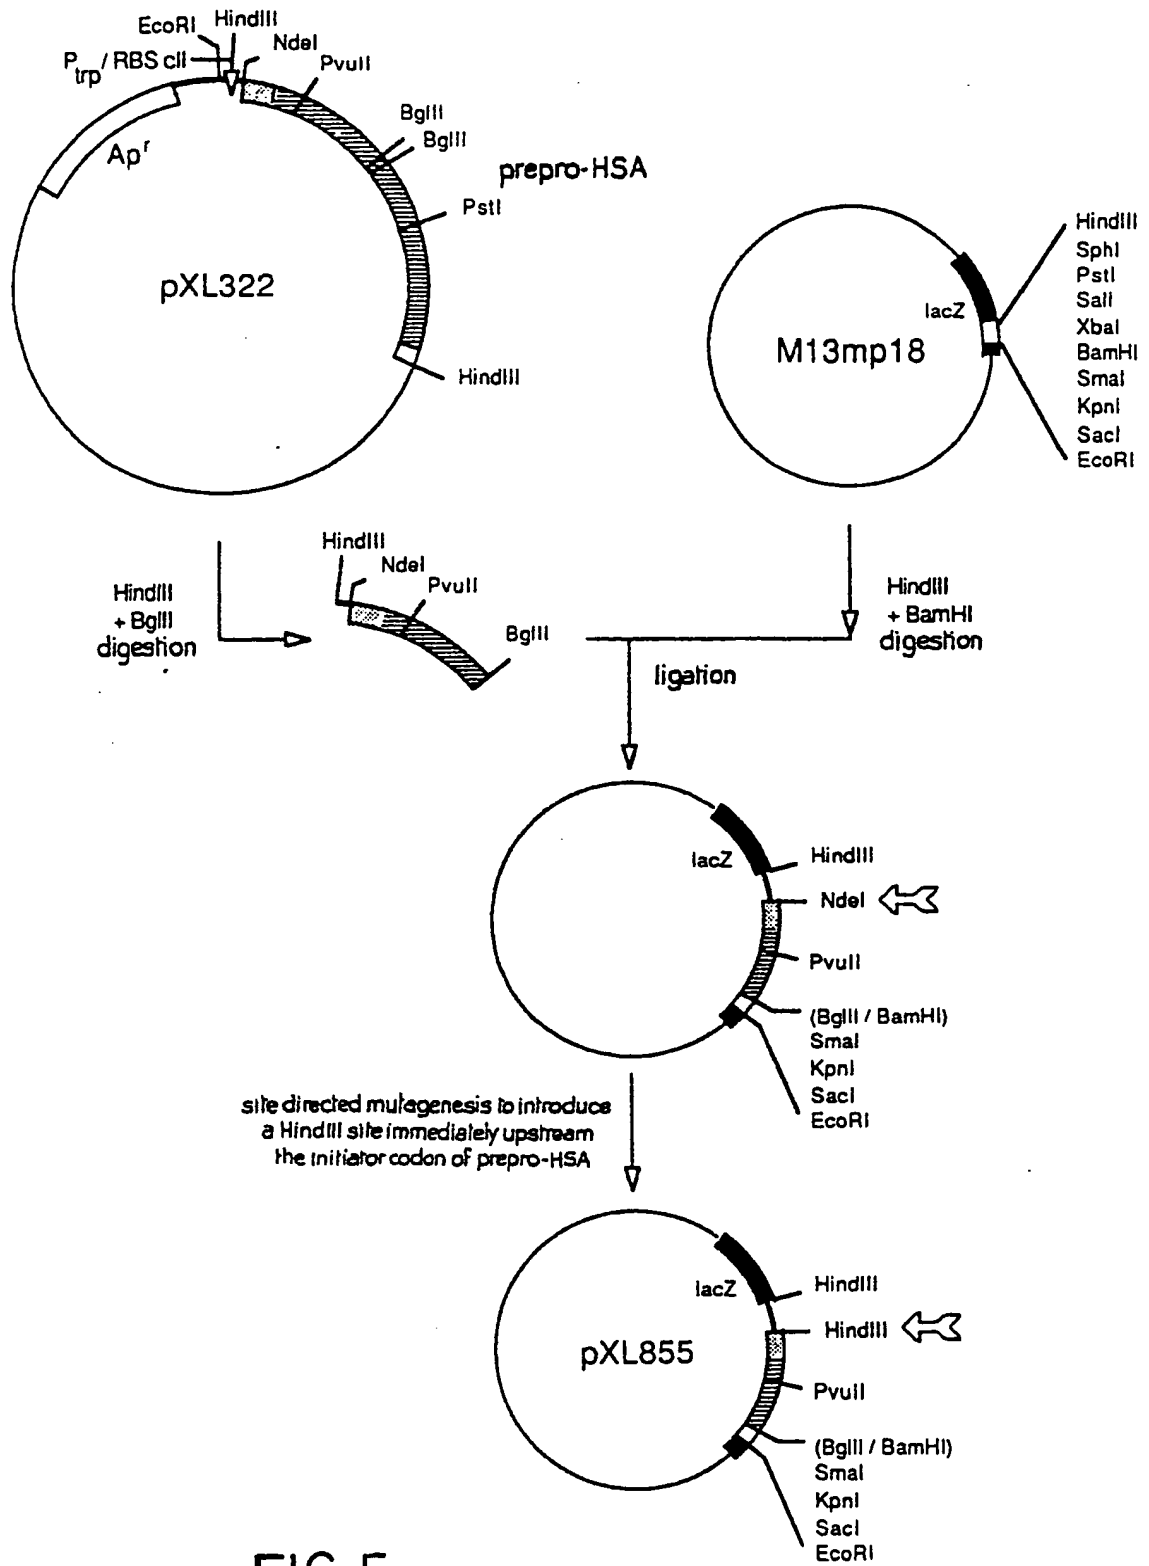 EcoRI
HindIII
Ptrp / RBS cII
NdeI
PvuII
BglII
BglII
Apr
prepro-HSA
PstI
pXL322
HindIII
HindIII
SphI
PstI
SalI
XbaI
BamHI
SmaI
KpnI
SacI
EcoRI
lacZ
M13mp18
HindIII
NdeI
PvuII
BglII
HindIII
+ BglII
digestion
HindIII
+ BamHI
digestion
ligation
lacZ
HindIII
NdeI
PvuII
(BglII / BamHI)
SmaI
KpnI
SacI
EcoRI
site directed mutagenesis to introduce
a HindIII site immediately upstream
the initiator codon of prepro-HSA
lacZ
HindIII
HindIII
pXL855
PvuII
(BglII / BamHI)
SmaI
KpnI
SacI
EcoRI
FIG. 5